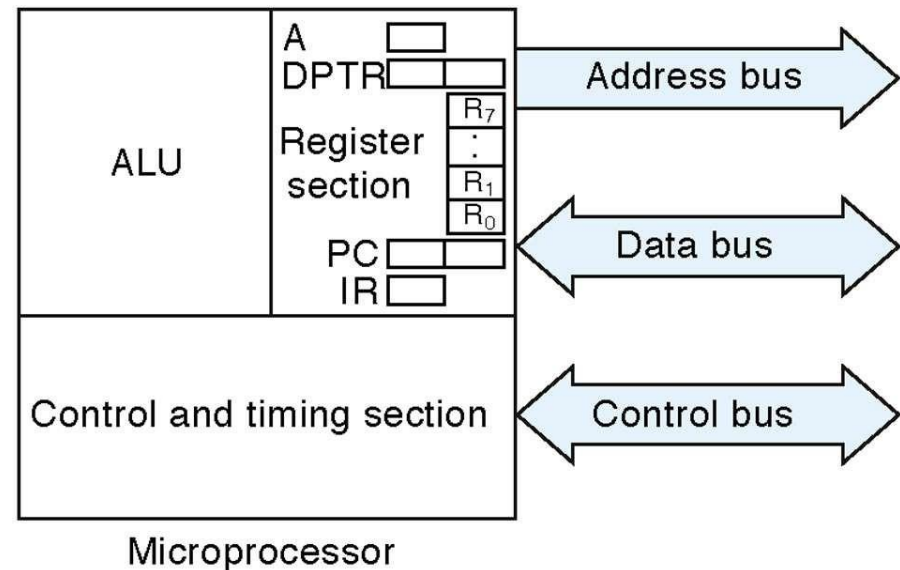 A
DPTR
Address bus
R₇
:
ALU
Register
section
R₁
R₀
Data bus
PC
IR
Control and timing section
Control bus
Microprocessor